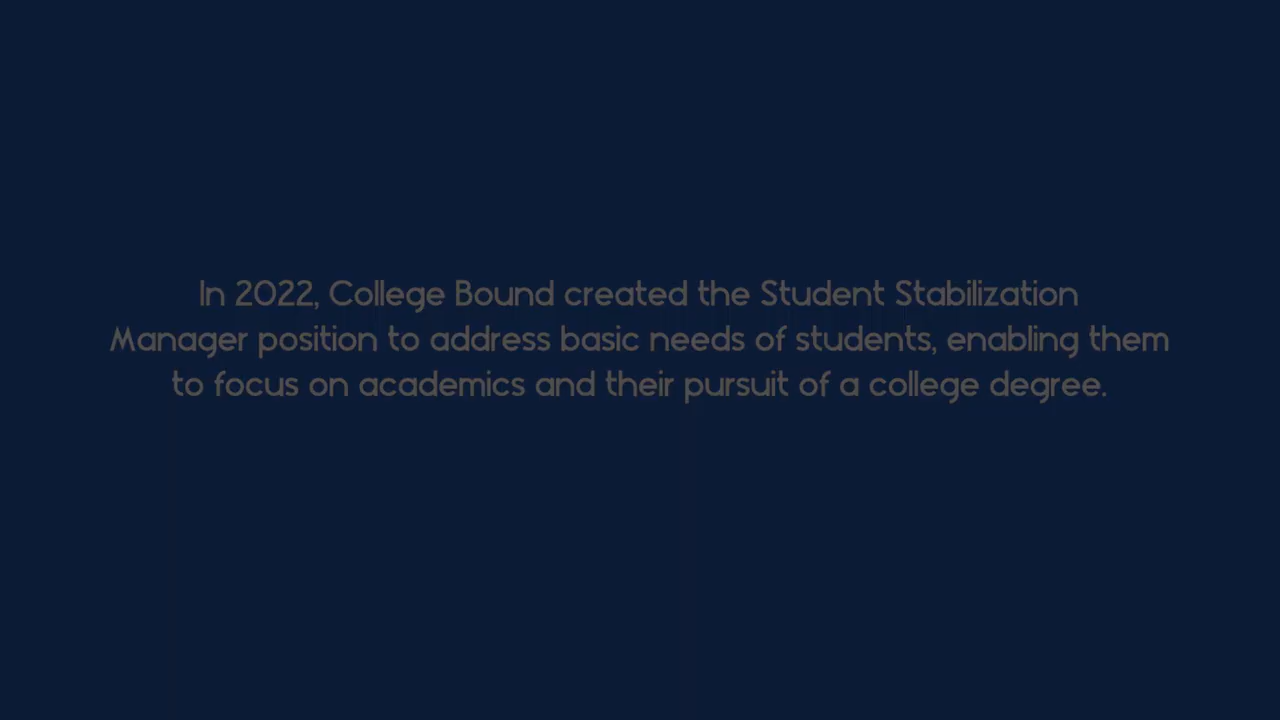 In 2022, College Bound created the Student Stabilization
Manager position to address basic needs of students, enabling them
to focus on academics and their pursuit of a college degree.